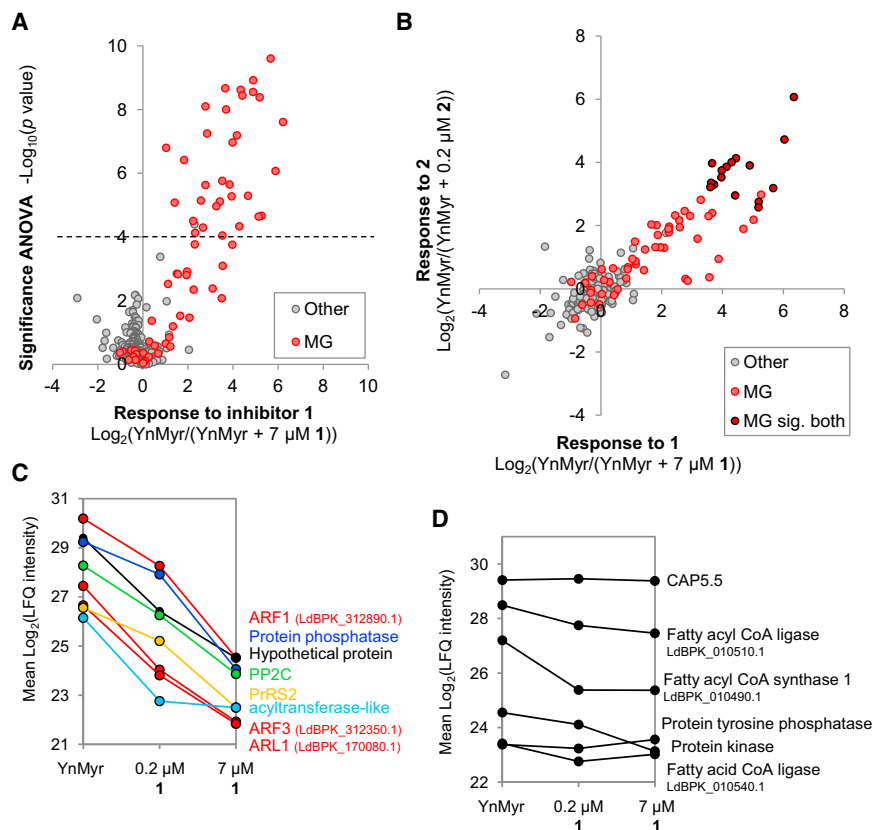 A
Significance ANOVA -Log10(p value)
10
8
6
4
2
0
-4 -2 0 2 4 6 8 10
Other
MG
Response to inhibitor 1
Log2(YnMyr/(YnMyr + 7 µM 1))
B
Response to 2
Log2(YnMyr/(YnMyr + 0.2 µM 2))
8
6
4
2
0
-2
-4
-4 -2 0 2 4 6 8
Other
MG
MG sig. both
Response to 1
Log2(YnMyr/(YnMyr + 7 µM 1))
C
Mean Log2(LFQ intensity)
31
29
27
25
23
21
YnMyr 0.2 µM 1 7 µM 1
ARF1 (LdBPK_312890.1)
Protein phosphatase
Hypothetical protein
PP2C
PrRS2
acyltransferase-like
ARF3 (LdBPK_312350.1)
ARL1 (LdBPK_170080.1)
D
Mean Log2(LFQ intensity)
30
28
26
24
22
YnMyr 0.2 µM 1 7 µM 1
CAP5.5
Fatty acyl CoA ligase
LdBPK_010510.1
Fatty acyl CoA synthase 1
LdBPK_010490.1
Protein tyrosine phosphatase
Protein kinase
Fatty acid CoA ligase
LdBPK_010540.1